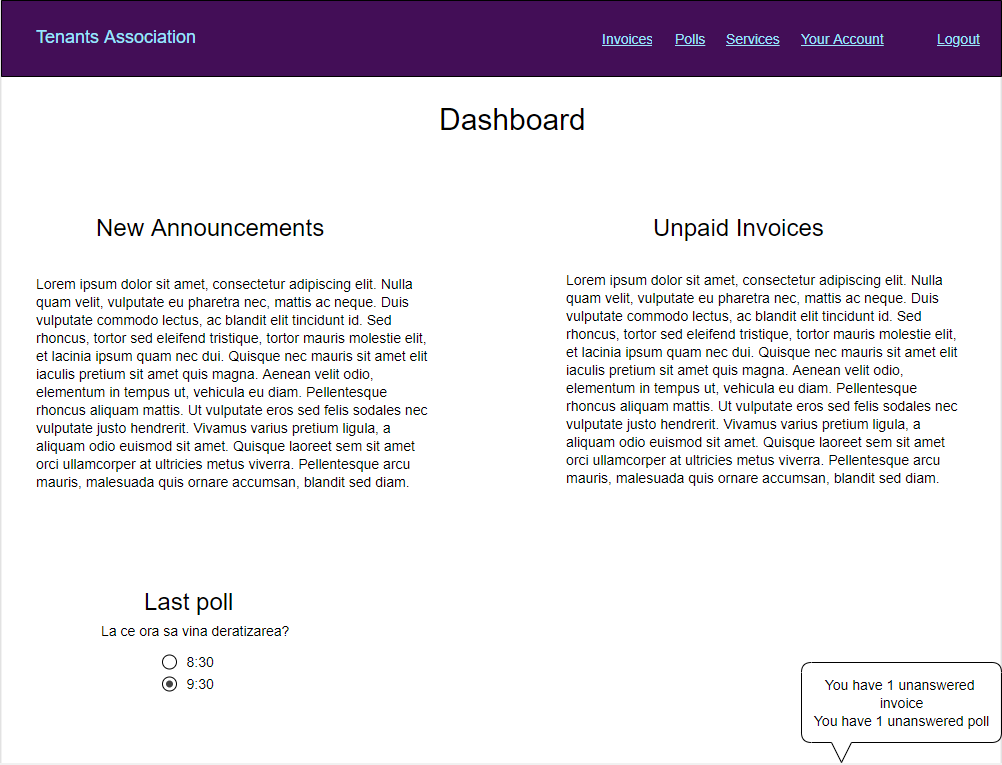 Tenants Association
Invoices
Polls
Services
Your Account
Logout
Dashboard
New Announcements
Lorem ipsum dolor sit amet, consectetur adipiscing elit. Nulla
quam velit, vulputate eu pharetra nec, mattis ac neque. Duis
vulputate commodo lectus, ac blandit elit tincidunt id. Sed
rhoncus, tortor sed eleifend tristique, tortor mauris molestie elit,
et lacinia ipsum quam nec dui. Quisque nec mauris sit amet elit
iaculis pretium sit amet quis magna. Aenean velit odio,
elementum in tempus ut, vehicula eu diam. Pellentesque
rhoncus aliquam mattis. Ut vulputate eros sed felis sodales nec
vulputate justo hendrerit. Vivamus varius pretium ligula, a
aliquam odio euismod sit amet. Quisque laoreet sem sit amet
orci ullamcorper at ultricies metus viverra. Pellentesque arcu
mauris, malesuada quis ornare accumsan, blandit sed diam.
Unpaid Invoices
Lorem ipsum dolor sit amet, consectetur adipiscing elit. Nulla
quam velit, vulputate eu pharetra nec, mattis ac neque. Duis
vulputate commodo lectus, ac blandit elit tincidunt id. Sed
rhoncus, tortor sed eleifend tristique, tortor mauris molestie elit,
et lacinia ipsum quam nec dui. Quisque nec mauris sit amet elit
iaculis pretium sit amet quis magna. Aenean velit odio,
elementum in tempus ut, vehicula eu diam. Pellentesque
rhoncus aliquam mattis. Ut vulputate eros sed felis sodales nec
vulputate justo hendrerit. Vivamus varius pretium ligula, a
aliquam odio euismod sit amet. Quisque laoreet sem sit amet
orci ullamcorper at ultricies metus viverra. Pellentesque arcu
mauris, malesuada quis ornare accumsan, blandit sed diam.
Last poll
La ce ora sa vina deratizarea?
8:30
9:30
You have 1 unanswered
invoice
You have 1 unanswered poll